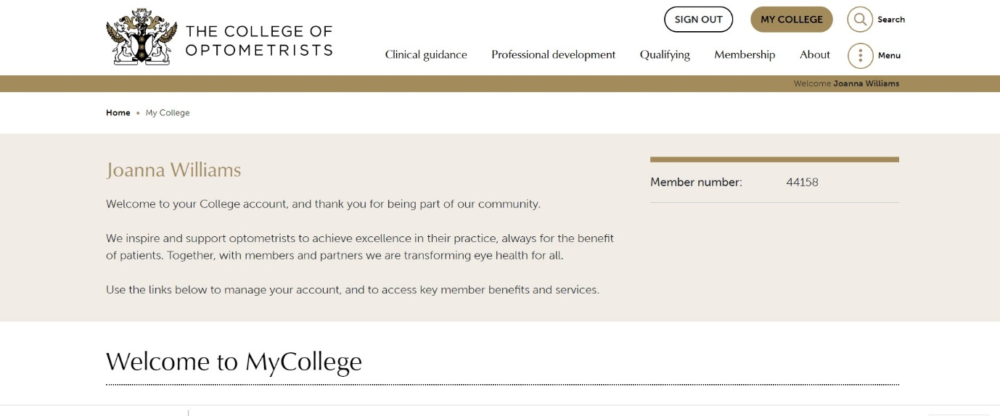 THE COLLEGE OF
OPTOMETRISTS
SIGN OUT
MY COLLEGE
Search
Clinical guidance
Professional development
Qualifying
Membership
About
Menu
Welcome Joanna Williams
Home • My College
Joanna Williams
Member number: 44158
Welcome to your College account, and thank you for being part of our community.
We inspire and support optometrists to achieve excellence in their practice, always for the benefit
of patients. Together, with members and partners we are transforming eye health for all.
Use the links below to manage your account, and to access key member benefits and services.
Welcome to MyCollege